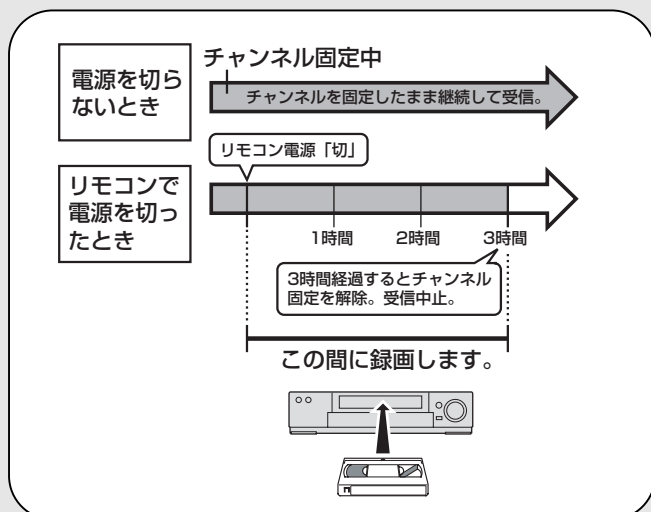 電源を切ら
ないとき
チャンネル固定中
チャンネルを固定したまま継続して受信。
リモコン電源「切」
リモコンで
電源を切っ
たとき
1時間 2時間 3時間
3時間経過するとチャンネル
固定を解除。受信中止。
この間に録画します。